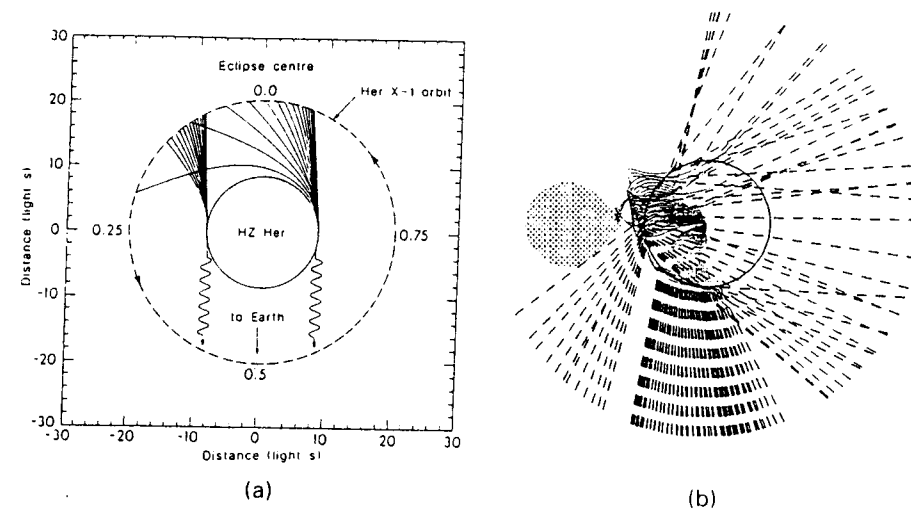 30
20
10
0
-10
-20
-30
-30
-20
-10
0
10
20
30
Distance (light s)
Distance (light s)
Eclipse centre
0.0
Her X-1 orbit
0.25
HZ Her
0.75
to Earth
0.5
(a)
(b)